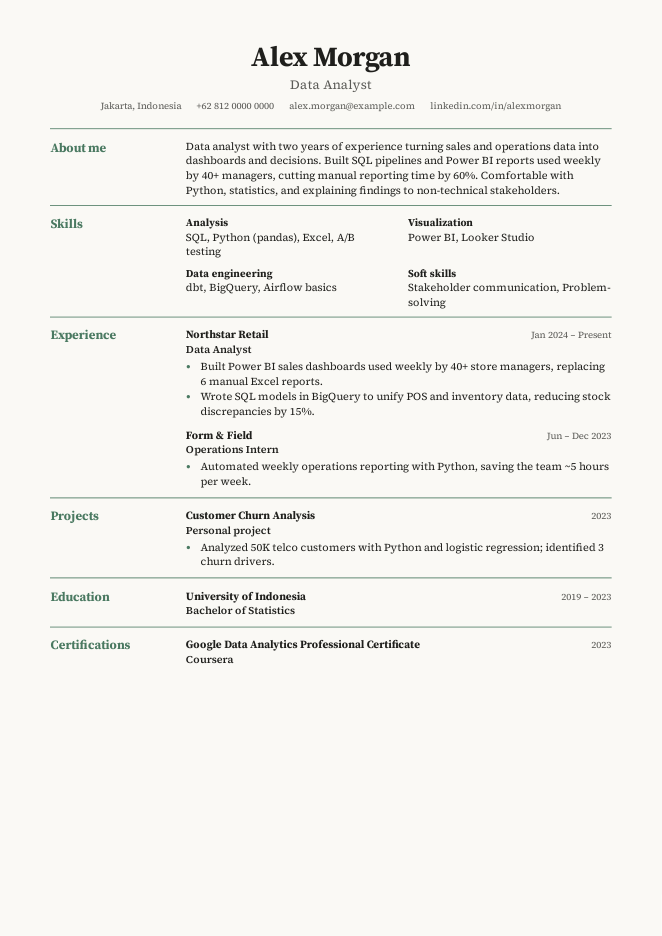 Alex Morgan
Data Analyst
Jakarta, Indonesia +62 812 0000 0000 alex.morgan@example.com linkedin.com/in/alexmorgan
About me
Data analyst with two years of experience turning sales and operations data into
dashboards and decisions. Built SQL pipelines and Power BI reports used weekly
by 40+ managers, cutting manual reporting time by 60%. Comfortable with
Python, statistics, and explaining findings to non-technical stakeholders.
Skills
Analysis
SQL, Python (pandas), Excel, A/B
testing
Visualization
Power BI, Looker Studio
Data engineering
dbt, BigQuery, Airflow basics
Soft skills
Stakeholder communication, Problem-
solving
Experience
Northstar Retail Jan 2024 – Present
Data Analyst
• Built Power BI sales dashboards used weekly by 40+ store managers, replacing
6 manual Excel reports.
• Wrote SQL models in BigQuery to unify POS and inventory data, reducing stock
discrepancies by 15%.
Form & Field Jun – Dec 2023
Operations Intern
• Automated weekly operations reporting with Python, saving the team ~5 hours
per week.
Projects
Customer Churn Analysis 2023
Personal project
• Analyzed 50K telco customers with Python and logistic regression; identified 3
churn drivers.
Education
University of Indonesia 2019 – 2023
Bachelor of Statistics
Certifications
Google Data Analytics Professional Certificate 2023
Coursera